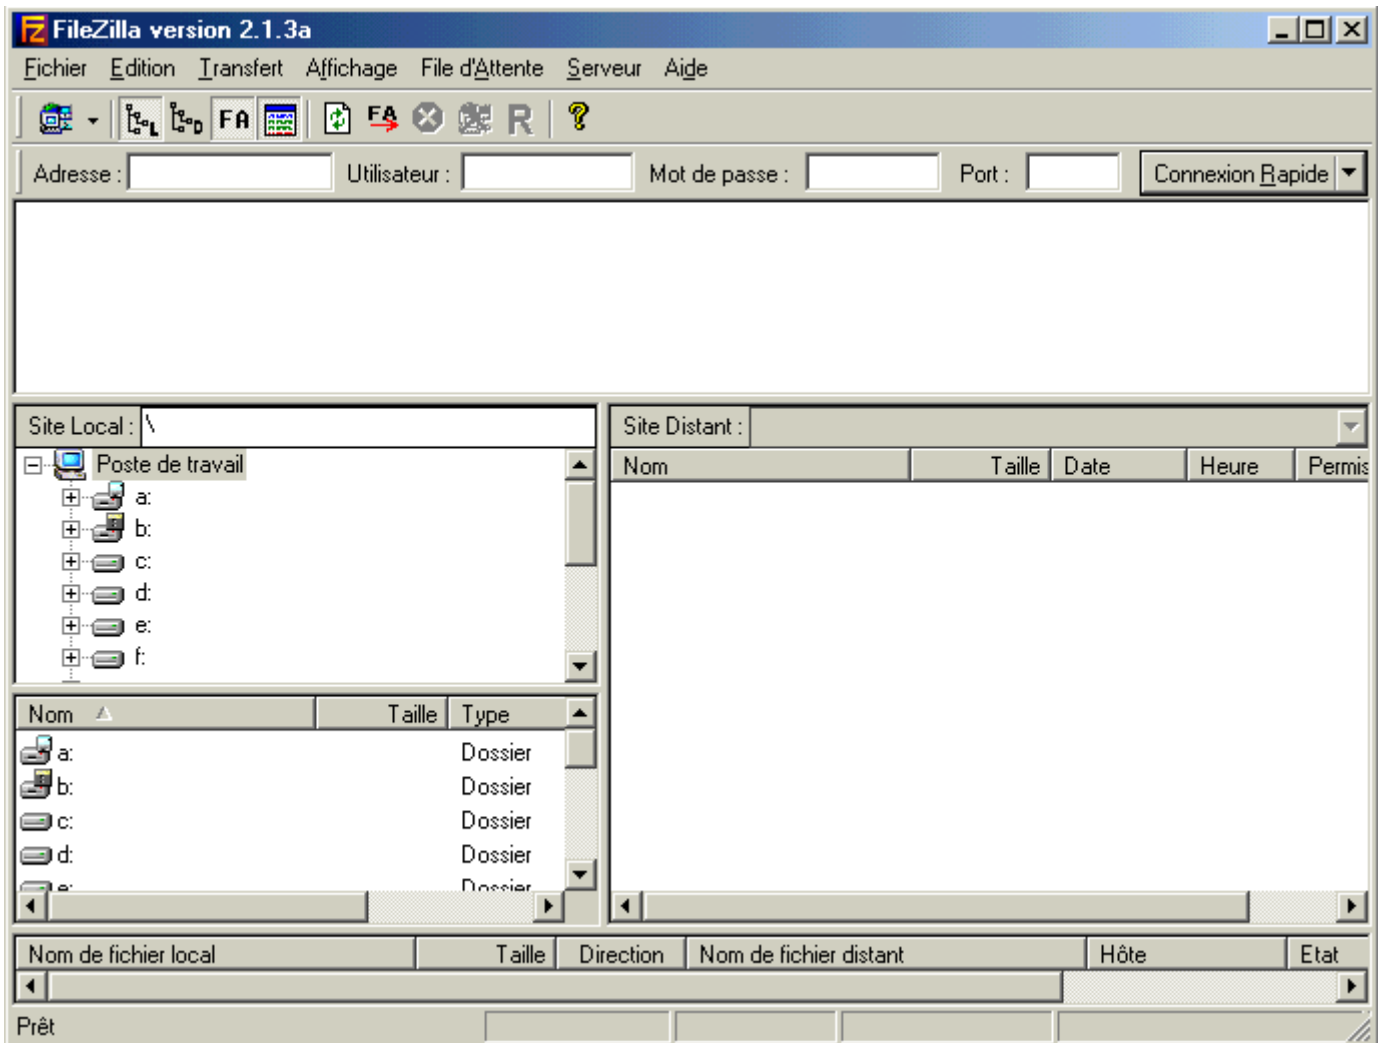 FileZilla version 2.1.3a
Fichier Edition Transfert Affichage File d'Attente Serveur Aide
L D FA FA R ?
Adresse : Utilisateur : Mot de passe : Port : Connexion Rapide
Site Local : \
Poste de travail
a:
b:
c:
d:
e:
f:
Nom Taille Type
a: Dossier
b: Dossier
c: Dossier
d: Dossier
e: Dossier
Site Distant :
Nom Taille Date Heure Permis
Nom de fichier local Taille Direction Nom de fichier distant Hôte Etat
Prêt